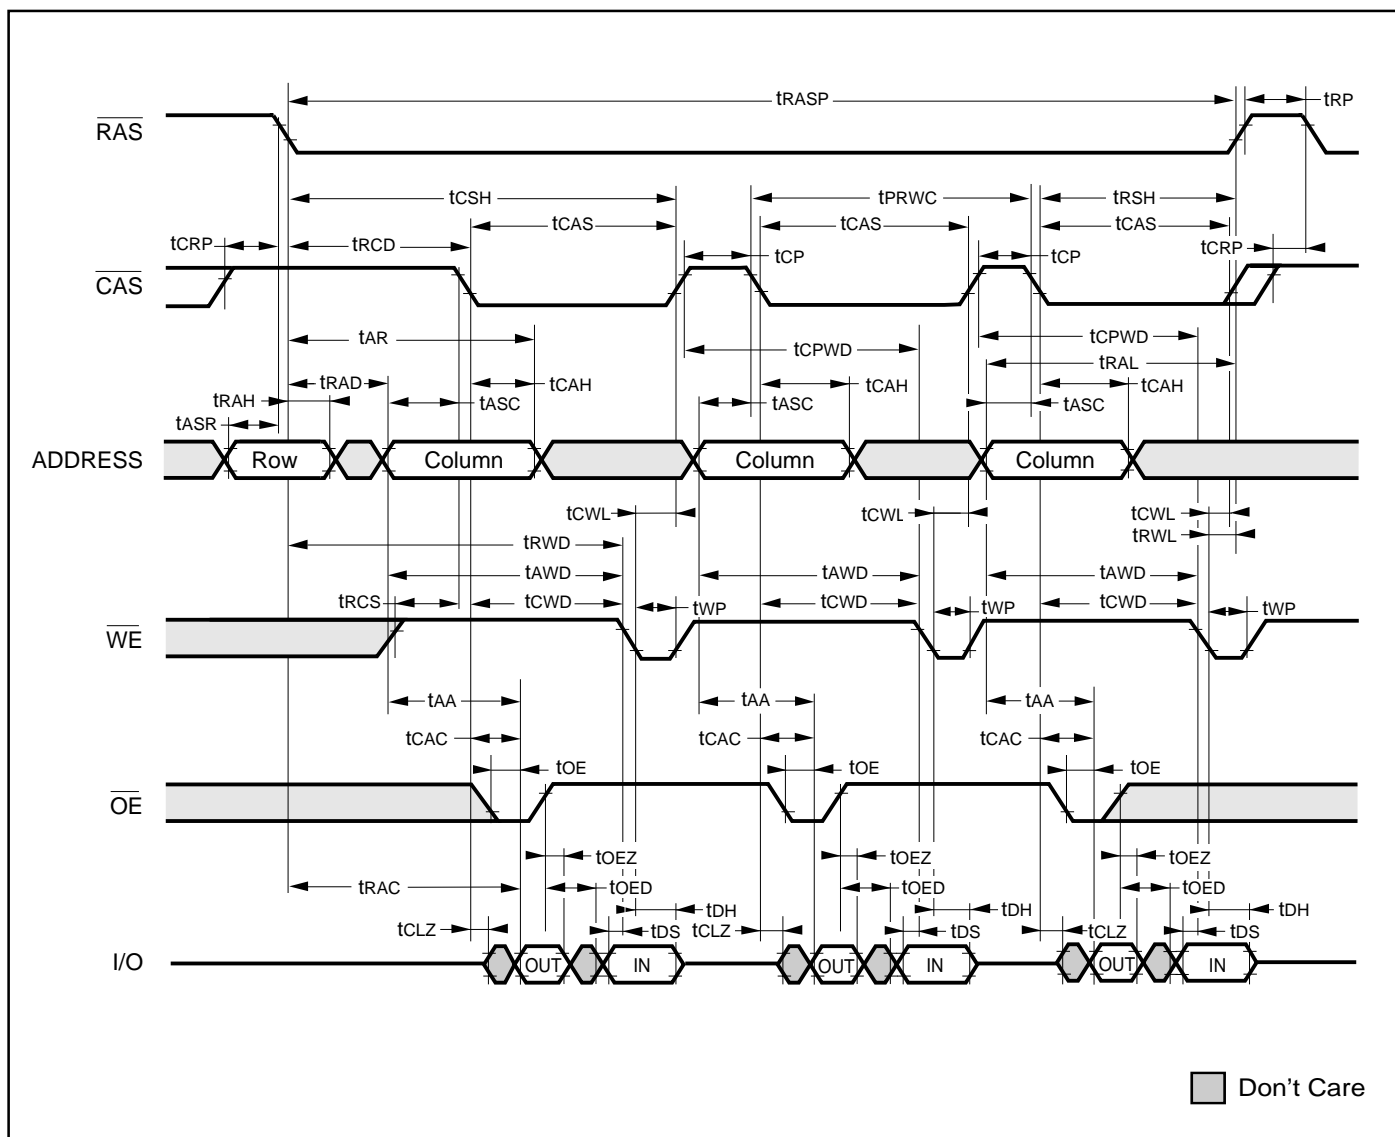 tRASP
tRP
RAS
tCSH
tPRWC
tRSH
tCAS
tCAS
tCAS
tCRP
tRCD
tCP
tCP
tCRP
CAS
tAR
tCPWD
tCPWD
tRAL
tRAD
tCAH
tCAH
tCAH
tRAH
tASC
tASC
tASC
tASR
ADDRESS
Row
Column
Column
Column
tCWL
tCWL
tCWL
tRWD
tRWL
tAWD
tAWD
tAWD
tRCS
tCWD
tWP
tCWD
tWP
tCWD
tWP
WE
tAA
tAA
tAA
tCAC
tCAC
tCAC
tOE
tOE
tOE
OE
tOEZ
tOEZ
tOEZ
tRAC
tOED
tOED
tOED
tDH
tDH
tDH
tCLZ
tDS
tCLZ
tDS
tCLZ
tDS
I/O
OUT
IN
OUT
IN
OUT
IN
Don't Care